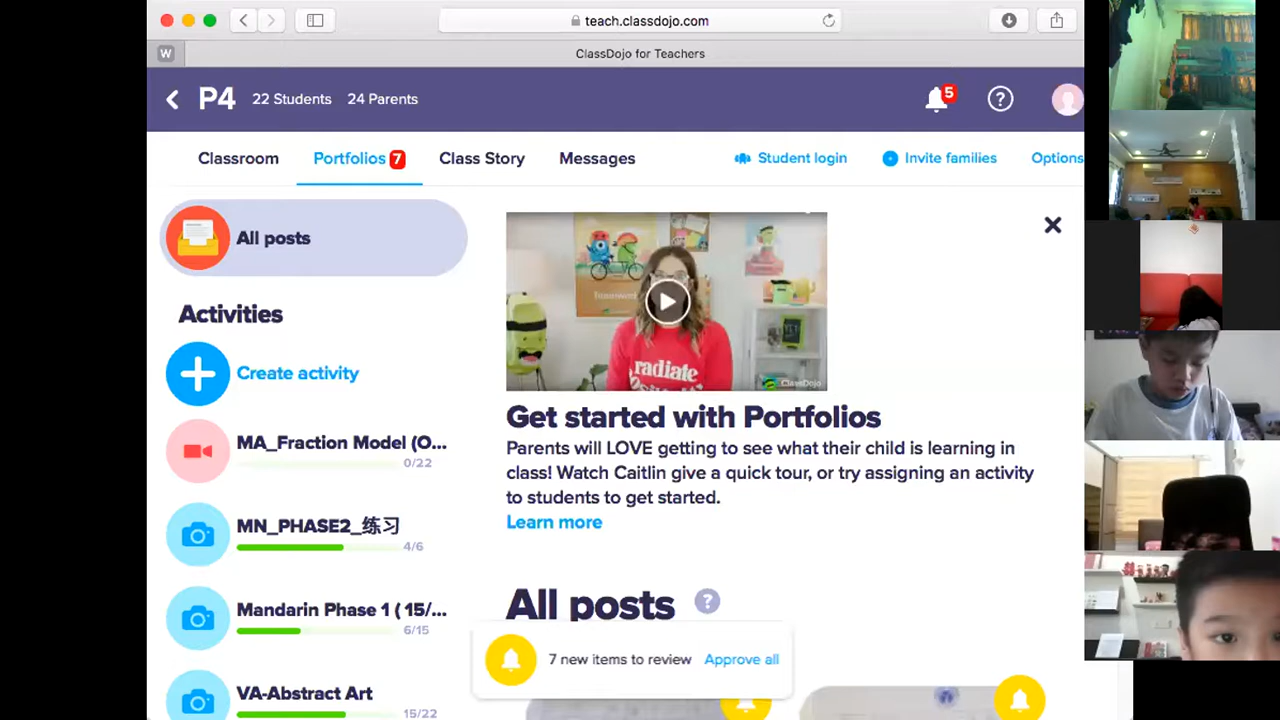 teach.classdojo.com
W
ClassDojo for Teachers
P4 22 Students 24 Parents
5
?
Classroom
Portfolios 7
Class Story
Messages
Student login
Invite families
Options
All posts
Activities
Create activity
MA_Fraction Model (O...
0/22
MN_PHASE2_练习
4/6
Mandarin Phase 1 ( 15/...
6/15
VA-Abstract Art
15/22
Teamwork
YET!
radiate
ClassDojo
Get started with Portfolios
Parents will LOVE getting to see what their child is learning in
class! Watch Caitlin give a quick tour, or try assigning an activity
to students to get started.
Learn more
All posts ?
7 new items to review Approve all